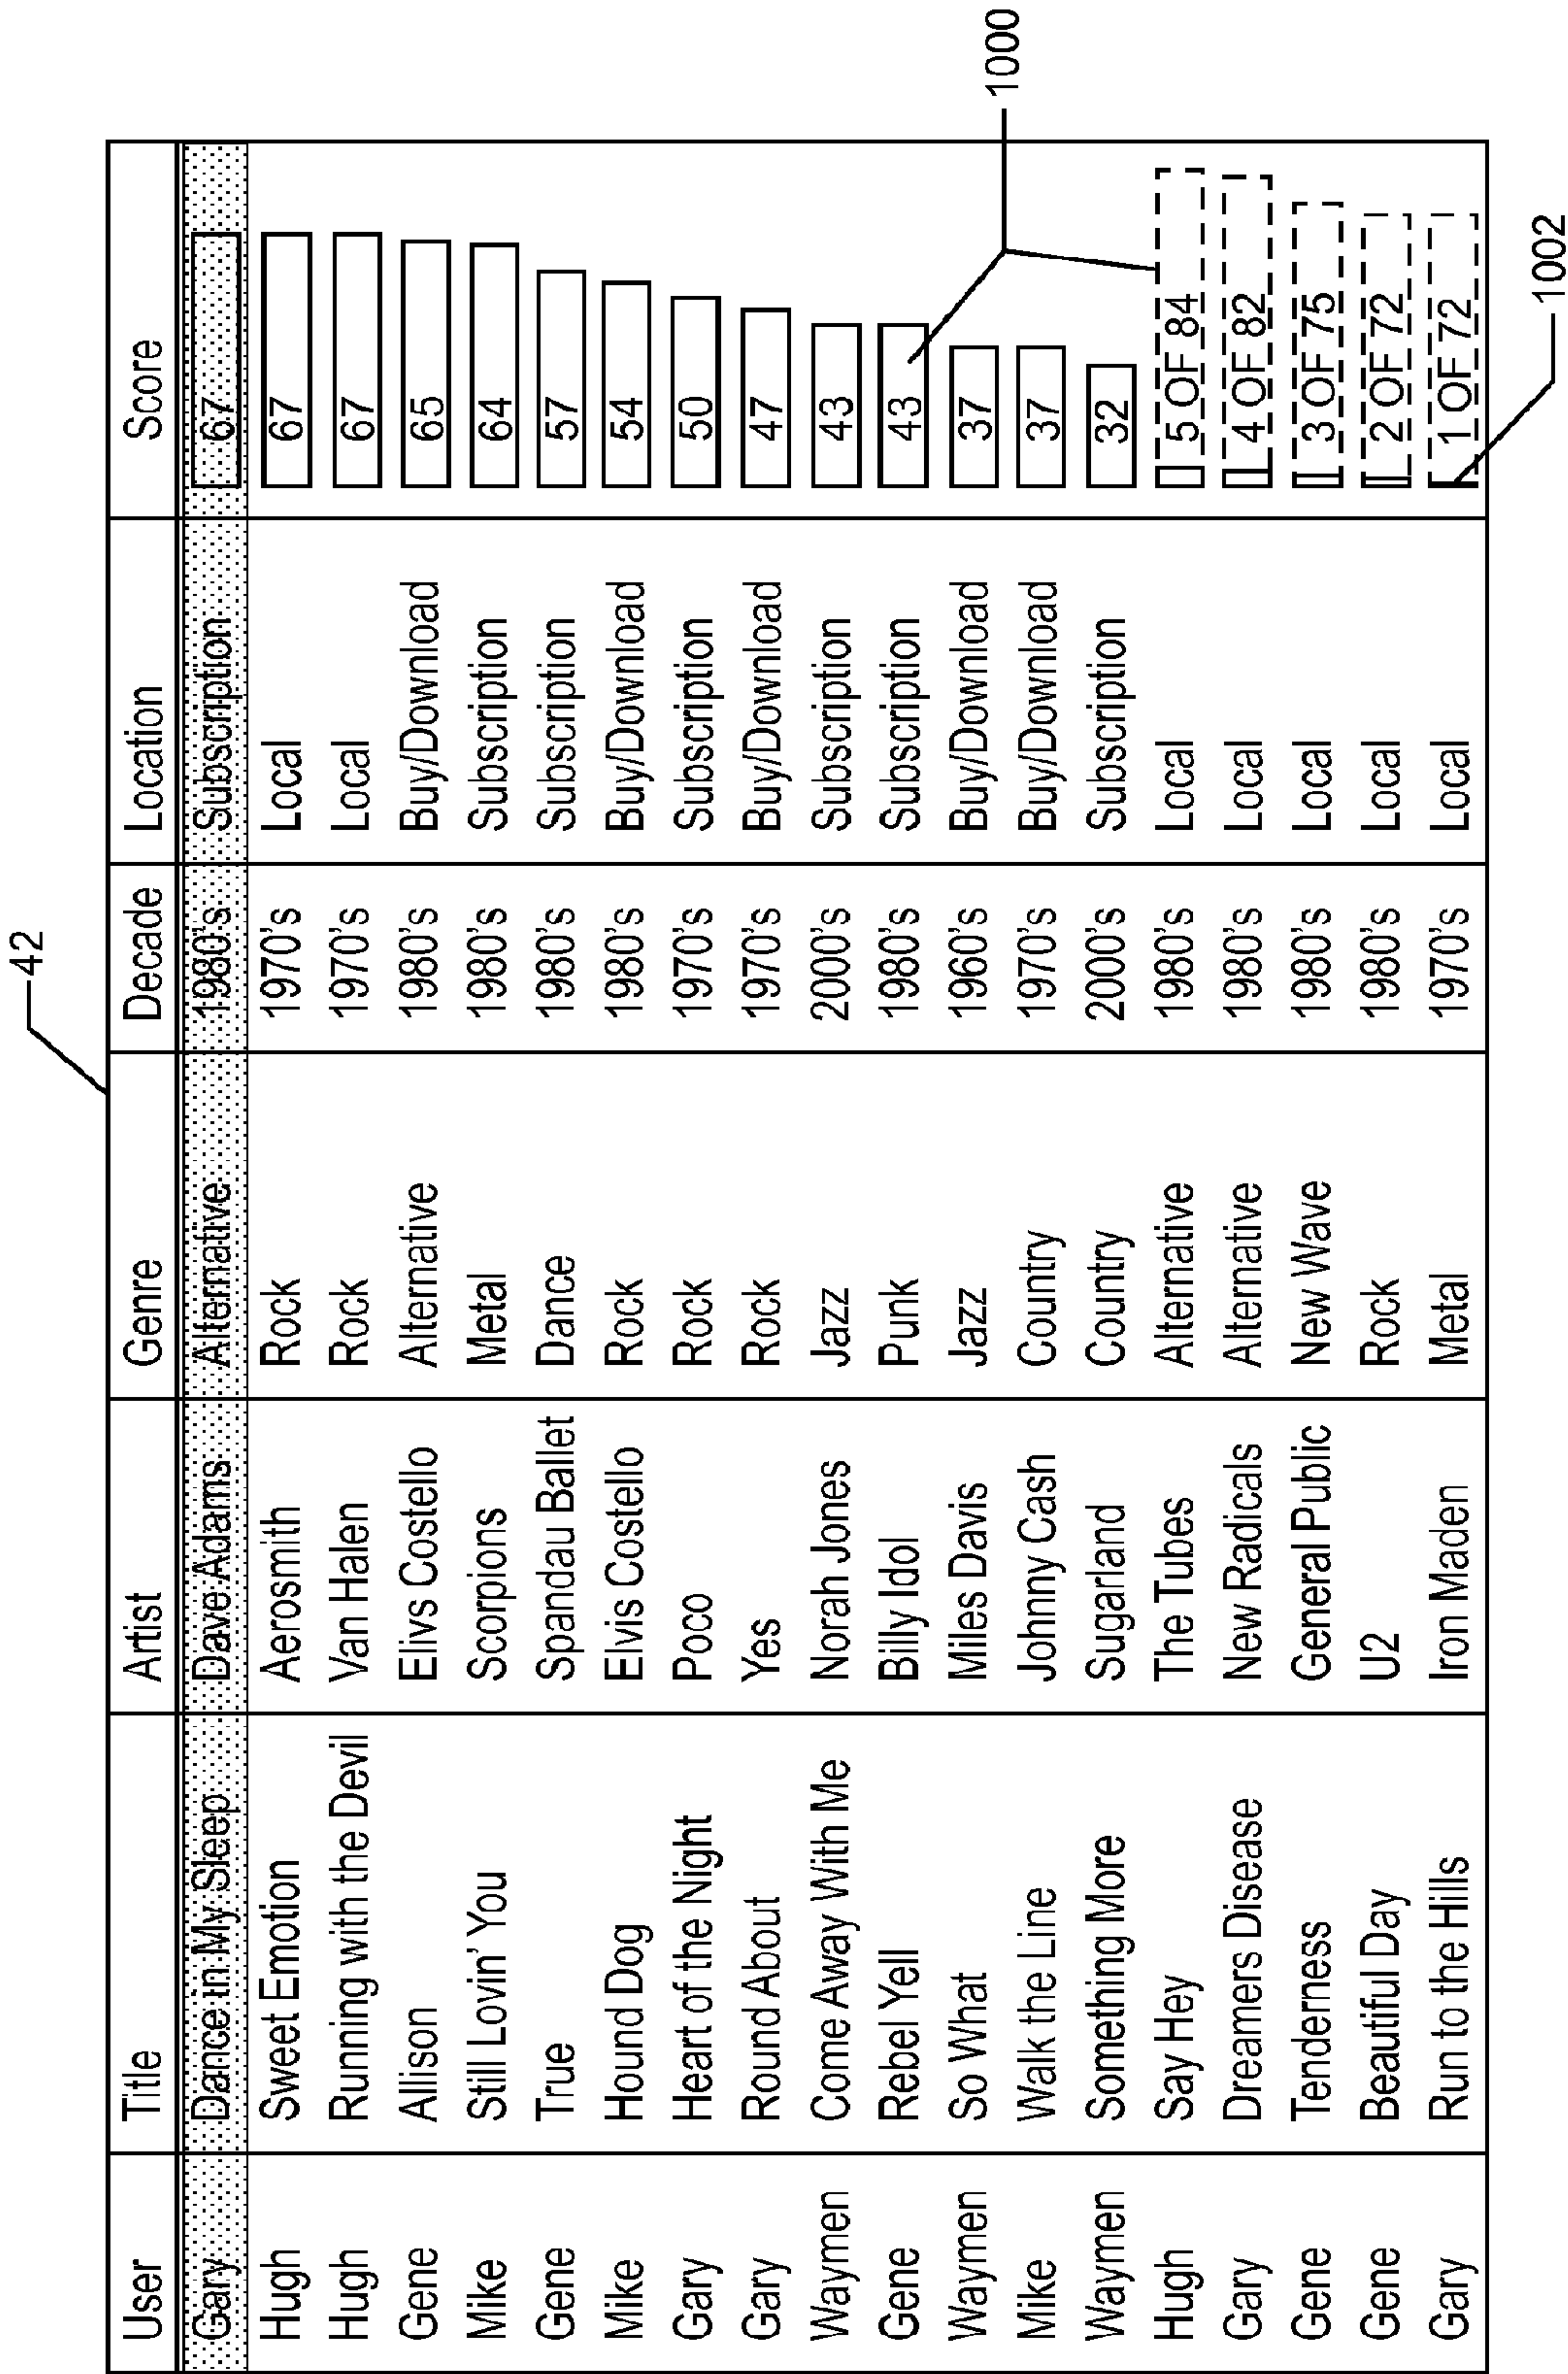 42
User Title Artist Genre Decade Location Score
Gary Dance in My Sleep Dave Adams Alternative 1980's Subscription 67
Hugh Sweet Emotion Aerosmith Rock 1970's Local 67
Hugh Running with the Devil Van Halen Rock 1970's Local 67
Gene Allison Elivs Costello Alternative 1980's Buy/Download 65
Mike Still Lovin' You Scorpions Metal 1980's Subscription 64
Gene True Spandau Ballet Dance 1980's Subscription 57
Mike Hound Dog Elvis Costello Rock 1980's Buy/Download 54
Gary Heart of the Night Poco Rock 1970's Subscription 50
Gary Round About Yes Rock 1970's Buy/Download 47
Waymen Come Away With Me Norah Jones Jazz 2000's Subscription 43
Gene Rebel Yell Billy Idol Punk 1980's Subscription 43
Waymen So What Miles Davis Jazz 1960's Buy/Download 37
Mike Walk the Line Johnny Cash Country 1970's Buy/Download 37
Waymen Something More Sugarland Country 2000's Subscription 32
Hugh Say Hey The Tubes Alternative 1980's Local 5 OF 84
Gary Dreamers Disease New Radicals Alternative 1980's Local 4 OF 82
Gene Tenderness General Public New Wave 1980's Local 3 OF 75
Gene Beautiful Day U2 Rock 1980's Local 2 OF 72
Gary Run to the Hills Iron Maden Metal 1970's Local 1 OF 72
1000
1002